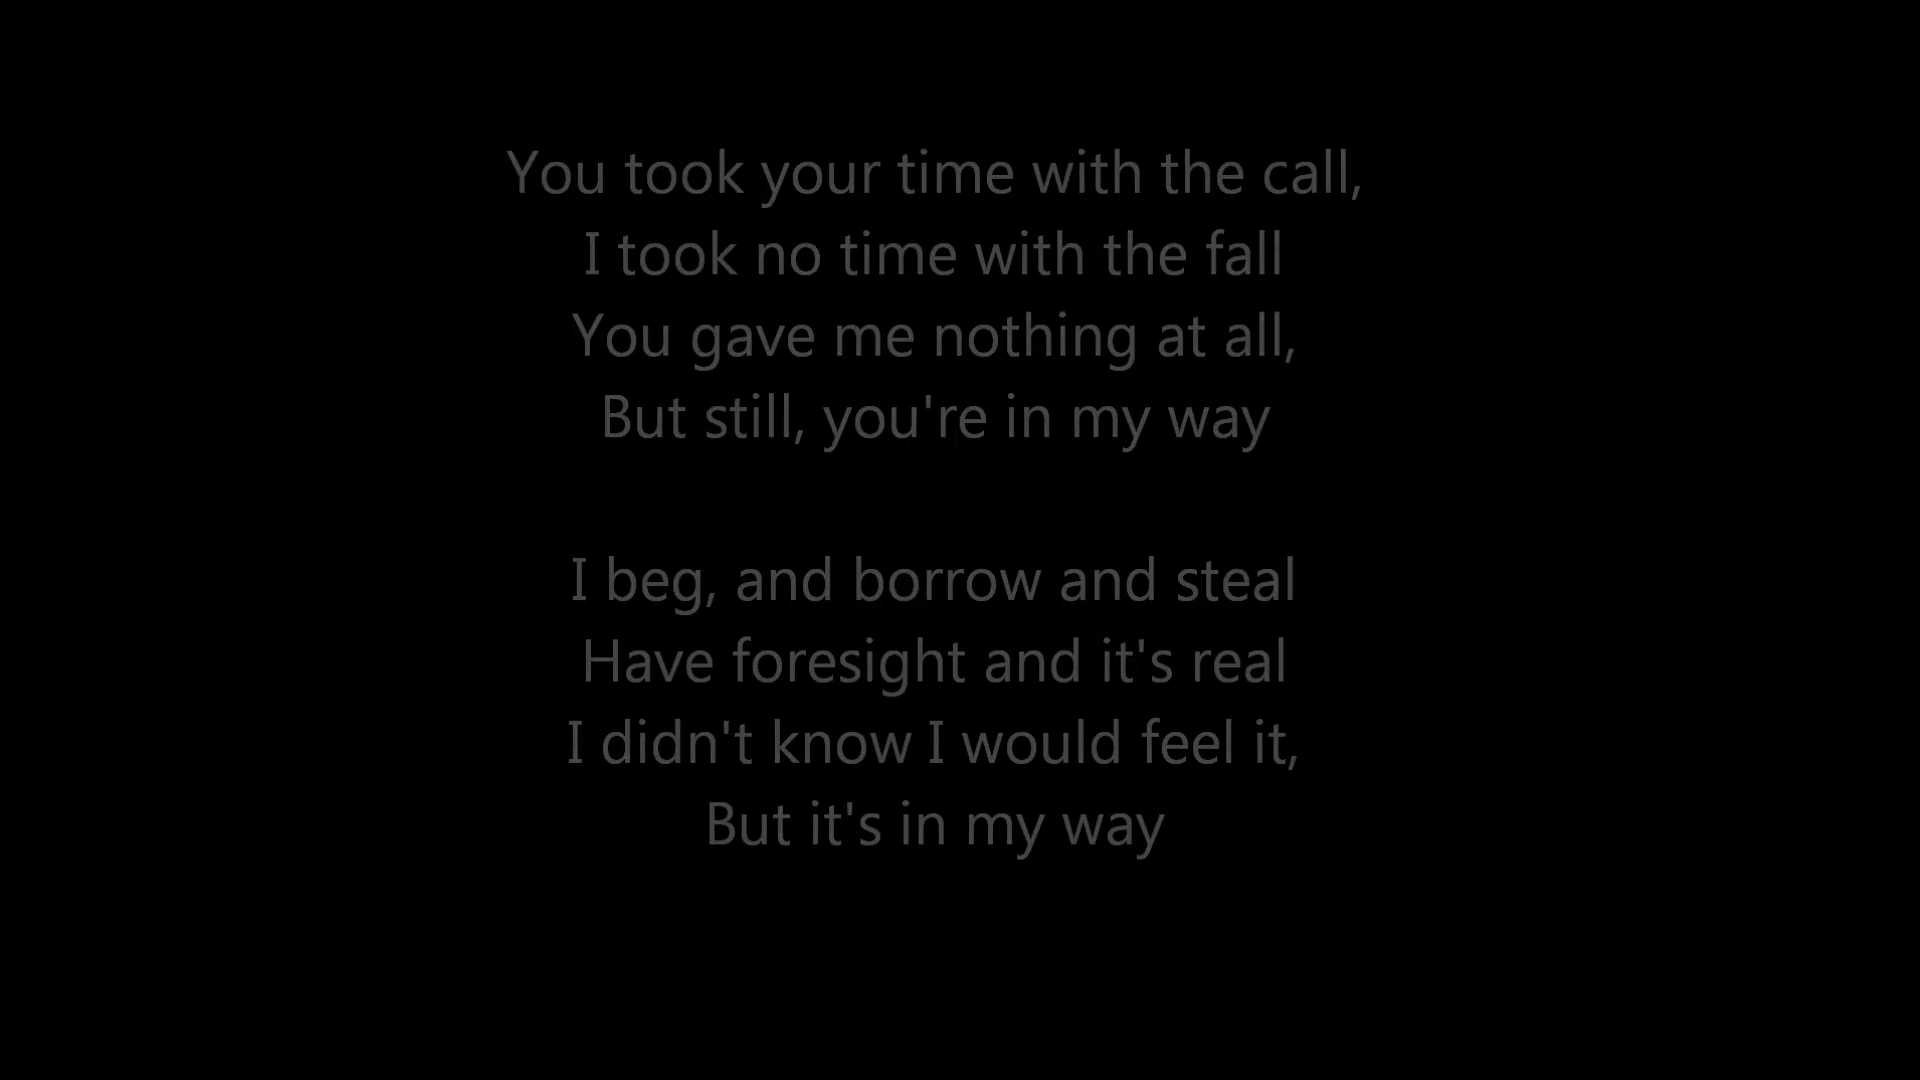 You took your time with the call,
I took no time with the fall
You gave me nothing at all,
But still, you're in my way
I beg, and borrow and steal
Have foresight and it's real
I didn't know I would feel it,
But it's in my way